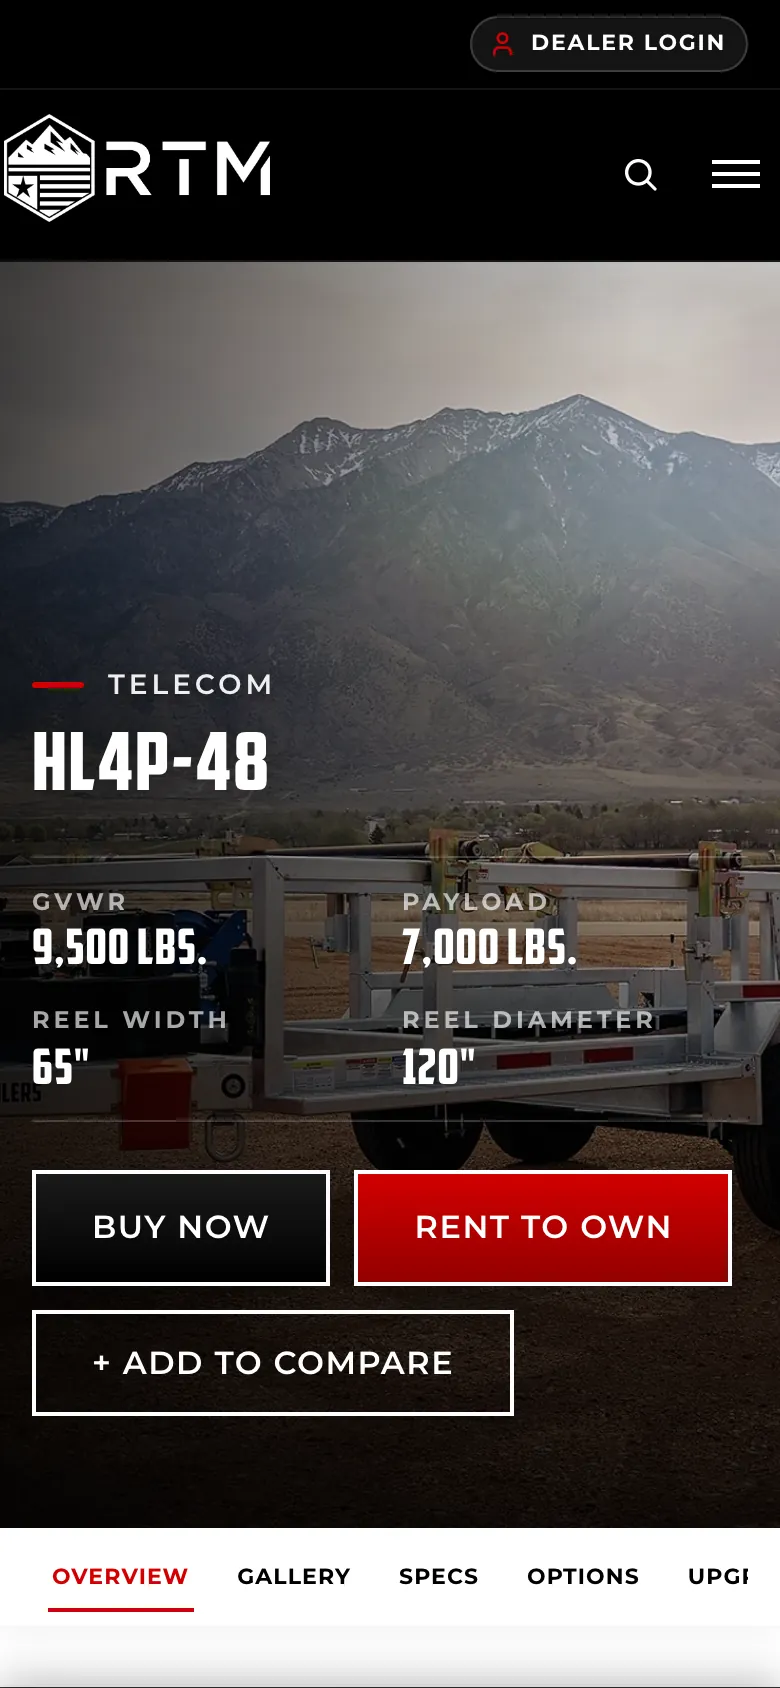 DEALER LOGIN
RTM
TELECOM
HL4P-48
GVWR
9,500 LBS.
PAYLOAD
7,000 LBS.
REEL WIDTH
65"
REEL DIAMETER
120"
BUY NOW
RENT TO OWN
+ ADD TO COMPARE
OVERVIEW GALLERY SPECS OPTIONS